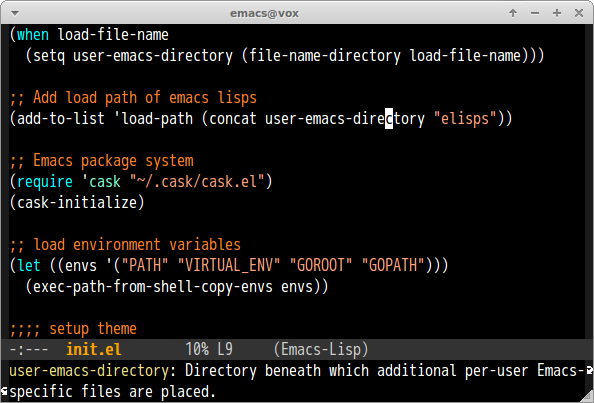 emacs@vox
(when load-file-name
  (setq user-emacs-directory (file-name-directory load-file-name)))
;; Add load path of emacs lisps
(add-to-list 'load-path (concat user-emacs-directory "elisps"))
;; Emacs package system
(require 'cask "~/.cask/cask.el")
(cask-initialize)
;; load environment variables
(let ((envs '("PATH" "VIRTUAL_ENV" "GOROOT" "GOPATH")))
  (exec-path-from-shell-copy-envs envs))
;;;; setup theme
-:---  init.el        10% L9     (Emacs-Lisp)
user-emacs-directory: Directory beneath which additional per-user Emacs-
specific files are placed.